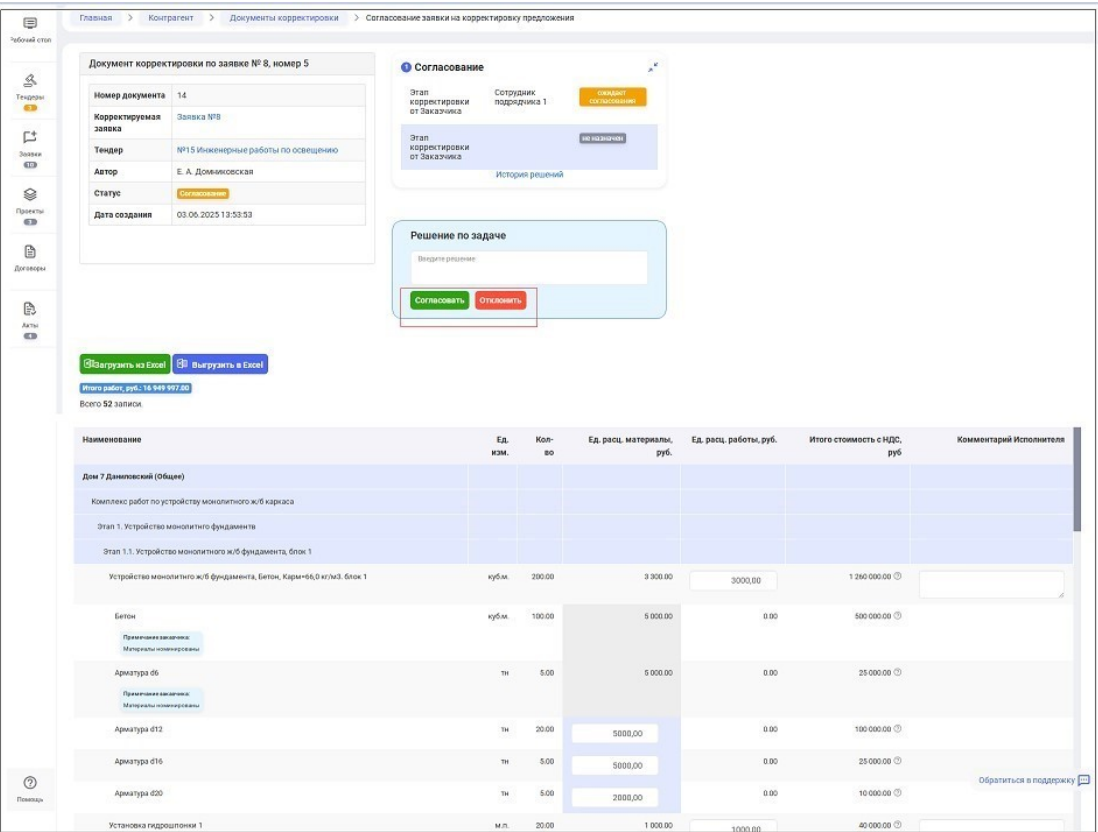 Главная > Контрагент > Документы корректировки > Согласование заявки на корректировку предложения
Рабочий стол
Тендеры
Заявки
10
Проекты
Договоры
Акты
Помощь
Документ корректировки по заявке № 8, номер 5
Номер документа 14
Корректируемая заявка Заявка №8
Тендер №15 Инженерные работы по освещению
Автор Е. А. Домниковская
Статус Согласование
Дата создания 03.06.2025 13:53:53
1 Согласование
Этап корректировки от Заказчика Сотрудник подрядчика 1 ожидает согласования
Этап корректировки от Заказчика не назначен
История решений
Решение по задаче
Введите решение
Согласовать Отклонить
Загрузить из Excel Выгрузить в Excel
Итого работ, руб.: 16 949 997.00
Всего 52 записи.
Наименование Ед. изм. Кол-во Ед. расц. материалы, руб. Ед. расц. работы, руб. Итого стоимость с НДС, руб Комментарий Исполнителя
Дом 7 Даниловский (Общее)
Комплекс работ по устройству монолитного ж/б каркаса
Этап 1. Устройство монолитнго фундаменте
Этап 1.1. Устройство монолитного ж/б фундамента, блок 1
Устройство монолитнго ж/б фундамента, Бетон, Карм=66,0 кг/м3. блок 1 куб.м. 200.00 3 300.00 3000,00 1 260 000.00
Бетон куб.м. 100.00 5 000.00 0.00 500 000.00
Примечание заказчика:
Материалы номинированы
Арматура d6 тн 5.00 5 000.00 0.00 25 000.00
Примечание заказчика:
Материалы номинированы
Арматура d12 тн 20.00 5000,00 0.00 100 000.00
Арматура d16 тн 5.00 5000,00 0.00 25 000.00
Арматура d20 тн 5.00 2000,00 0.00 10 000.00
Обратиться в поддержку
Установка гидрошпонки 1 м.п. 20.00 1 000.00 1000,00 40 000.00